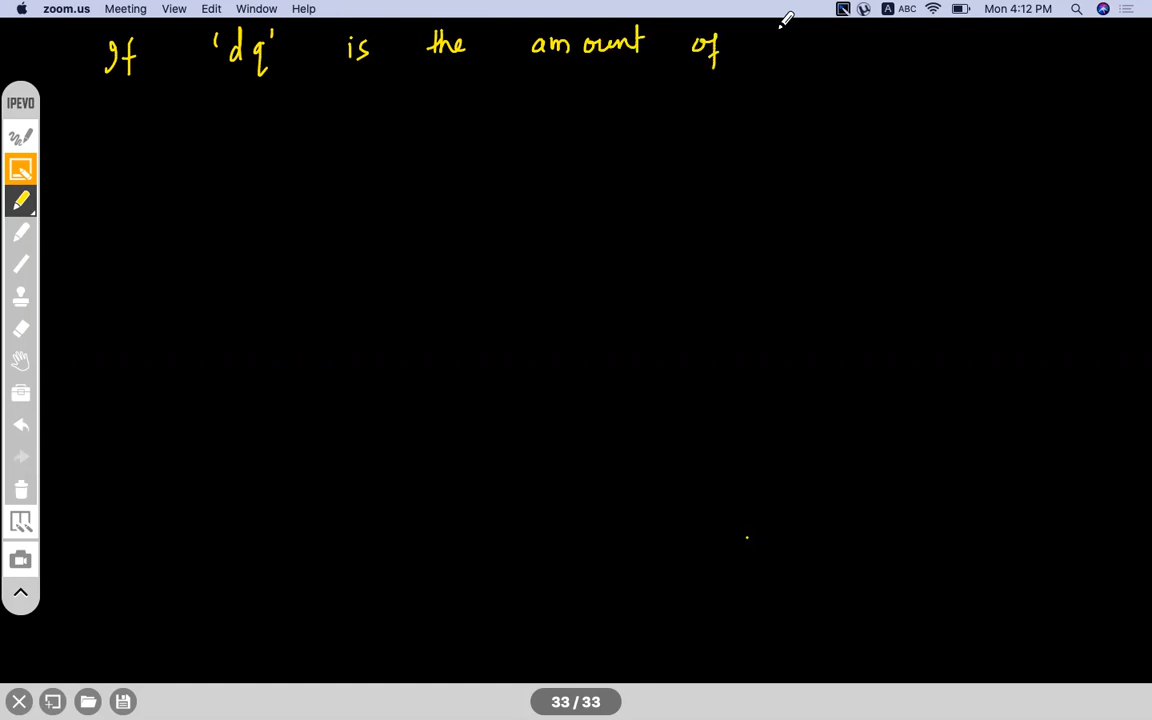 zoom.us Meeting View Edit Window Help A ABC Mon 4:12 PM
If 'dq' is the amount of
IPEVO
33 / 33